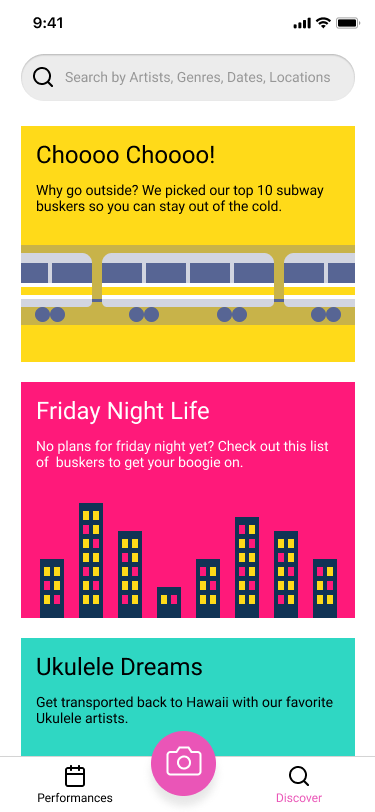 9:41
Search by Artists, Genres, Dates, Locations
Choooo Choooo!
Why go outside? We picked our top 10 subway
buskers so you can stay out of the cold.
Friday Night Life
No plans for friday night yet? Check out this list
of  buskers to get your boogie on.
Ukulele Dreams
Get transported back to Hawaii with our favorite
Ukulele artists.
Performances
Discover